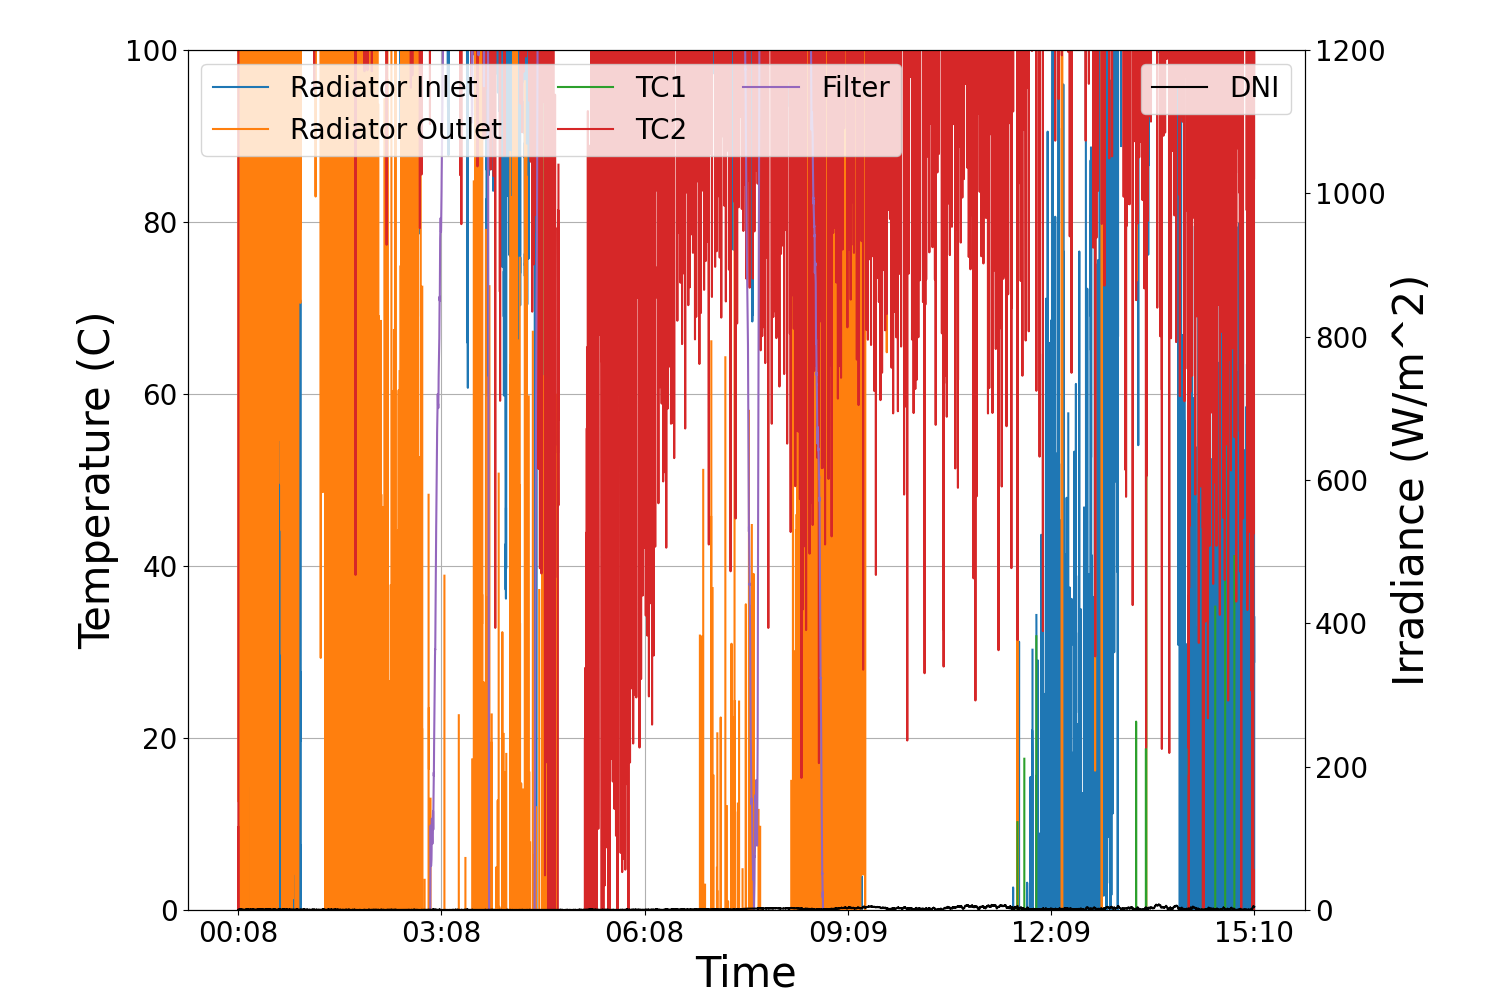 Radiator Inlet
Radiator Outlet
TC1
TC2
Filter
DNI
100
80
60
40
20
0
Temperature (C)
1200
1000
800
600
400
200
0
Irradiance (W/m^2)
00:08 03:08 06:08 09:09 12:09 15:10
Time